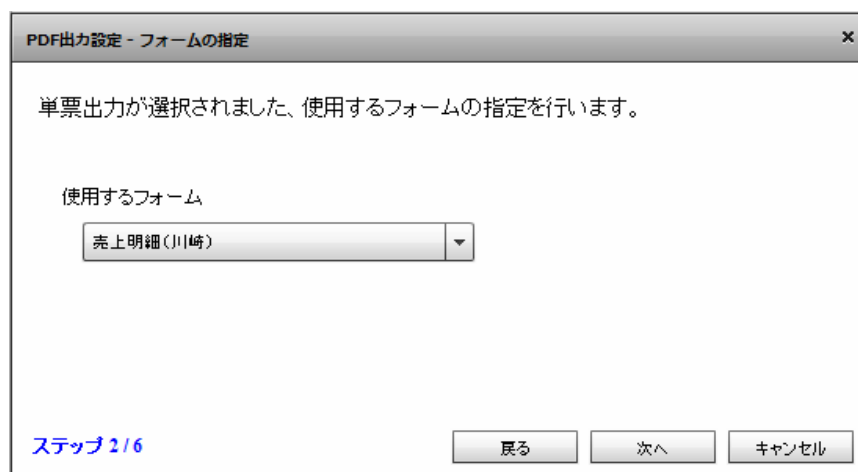 PDF出力設定 - フォームの指定
×
単票出力が選択されました、使用するフォームの指定を行います。
使用するフォーム
売上明細(川崎)
ステップ 2 / 6
戻る
次へ
キャンセル